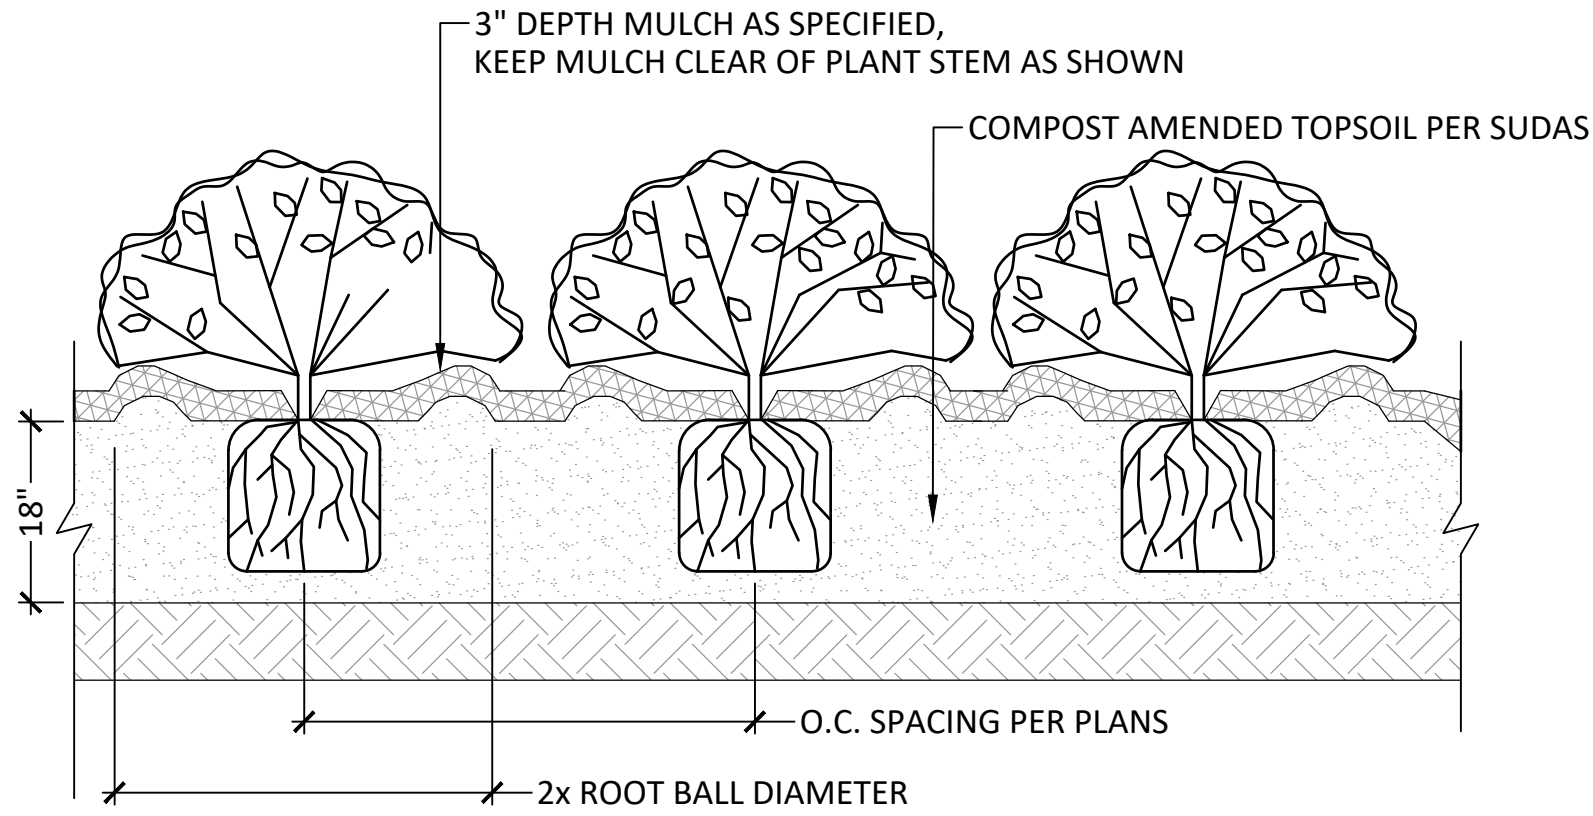 3" DEPTH MULCH AS SPECIFIED,
KEEP MULCH CLEAR OF PLANT STEM AS SHOWN
COMPOST AMENDED TOPSOIL PER SUDAS
18"
O.C. SPACING PER PLANS
2x ROOT BALL DIAMETER